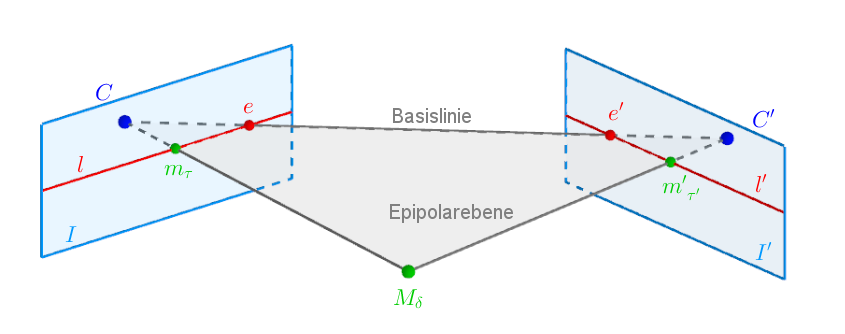 C
e
Basislinie
e′
C′
l
m_τ
m′_τ′
l′
Epipolarebene
I
I′
M_δ